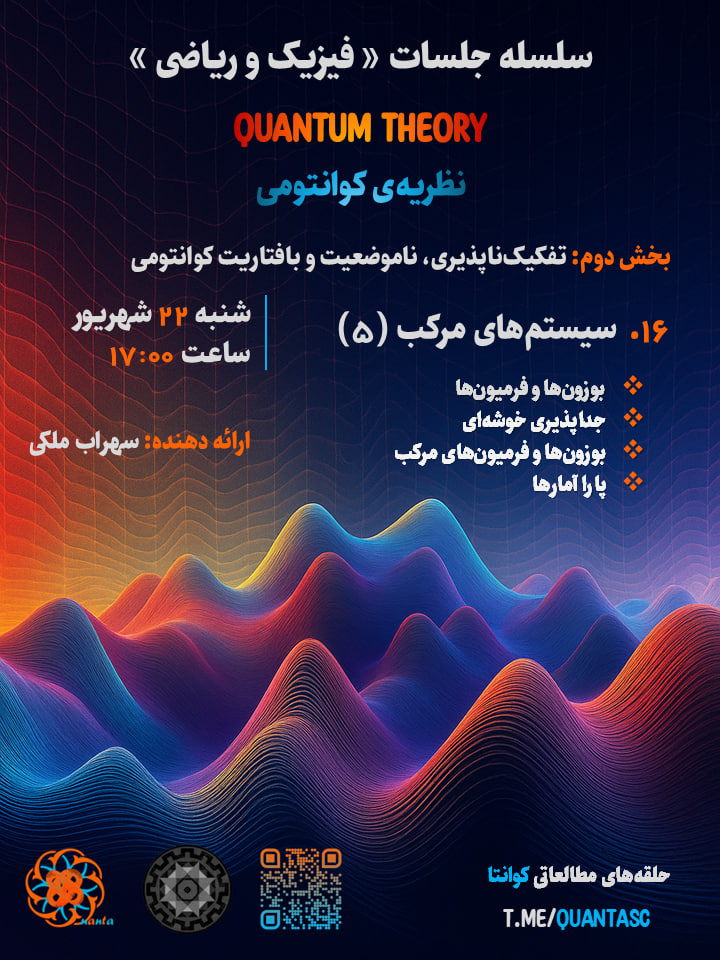 سلسله جلسات « فیزیک و ریاضی »
QUANTUM THEORY
نظریه‌ی کوانتومی
بخش دوم: تفکیک‌ناپذیری، ناموضعیت و بافتاریت کوانتومی
۱۶. سیستم‌های مرکب (۵)
بوزون‌ها و فرمیون‌ها
جداپذیری خوشه‌ای
بوزون‌ها و فرمیون‌های مرکب
پا را آمارها
شنبه ۲۲ شهریور
ساعت ۱۷:۰۰
ارائه دهنده: سهراب ملکی
حلقه‌های مطالعاتی کوانتا
T.ME/QUANTASC
Quanta